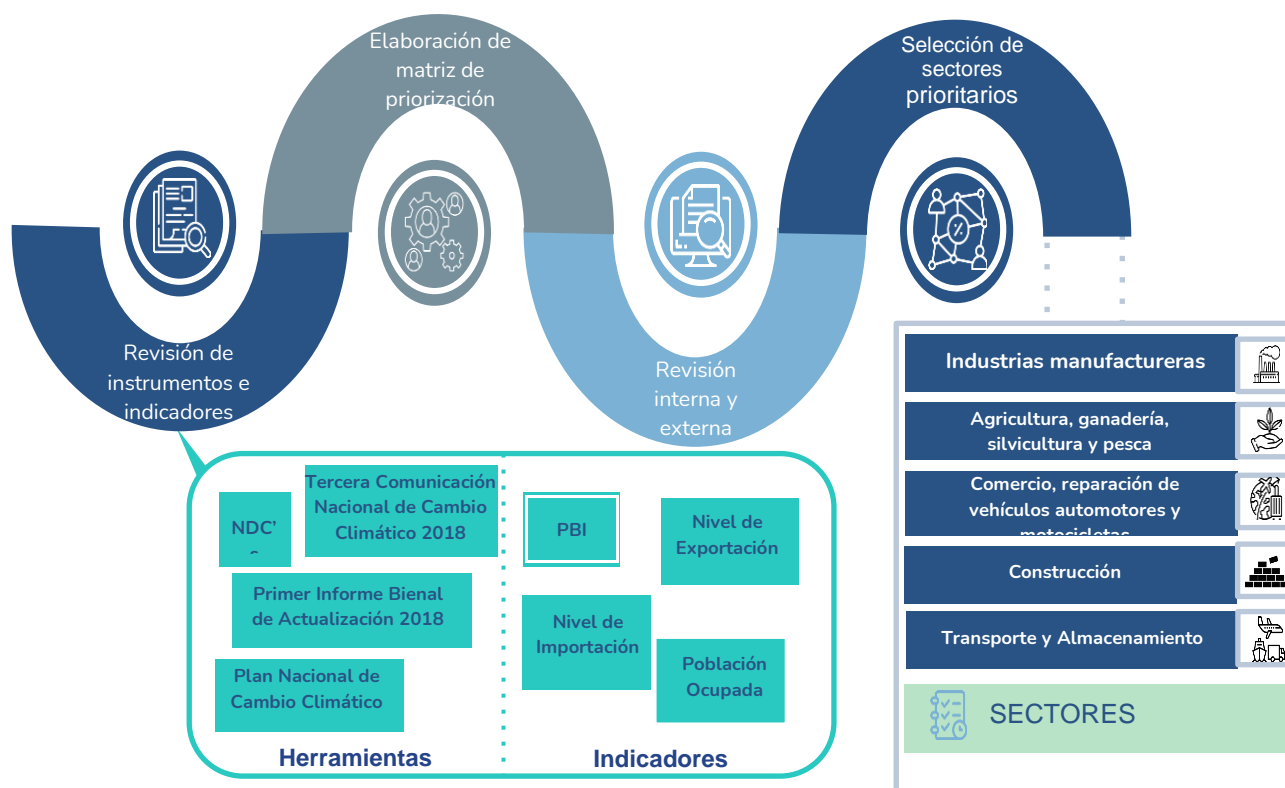 Elaboración de
matriz de
priorización
Selección de
sectores
prioritarios
Revisión de
instrumentos e
indicadores
Revisión
interna y
externa
NDC'
Tercera Comunicación
Nacional de Cambio
Climático 2018
Primer Informe Bienal
de Actualización 2018
Plan Nacional de
Cambio Climático
Herramientas
PBI
Nivel de
Exportación
Nivel de
Importación
Población
Ocupada
Indicadores
Industrias manufactureras
Agricultura, ganadería,
silvicultura y pesca
Comercio, reparación de
vehículos automotores y
motocicletas
Construcción
Transporte y Almacenamiento
SECTORES